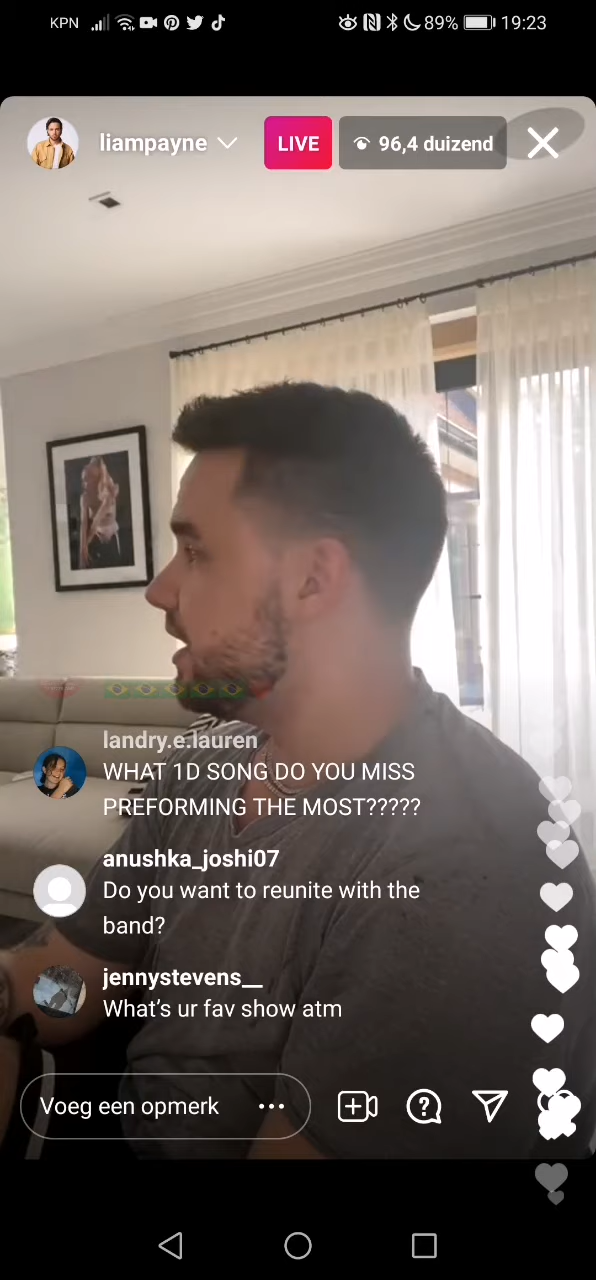 KPN 89% 19:23
liampayne LIVE 96,4 duizend
landry.e.lauren
WHAT 1D SONG DO YOU MISS
PREFORMING THE MOST?????
anushka_joshi07
Do you want to reunite with the
band?
jennystevens__
What's ur fav show atm
Voeg een opmerk